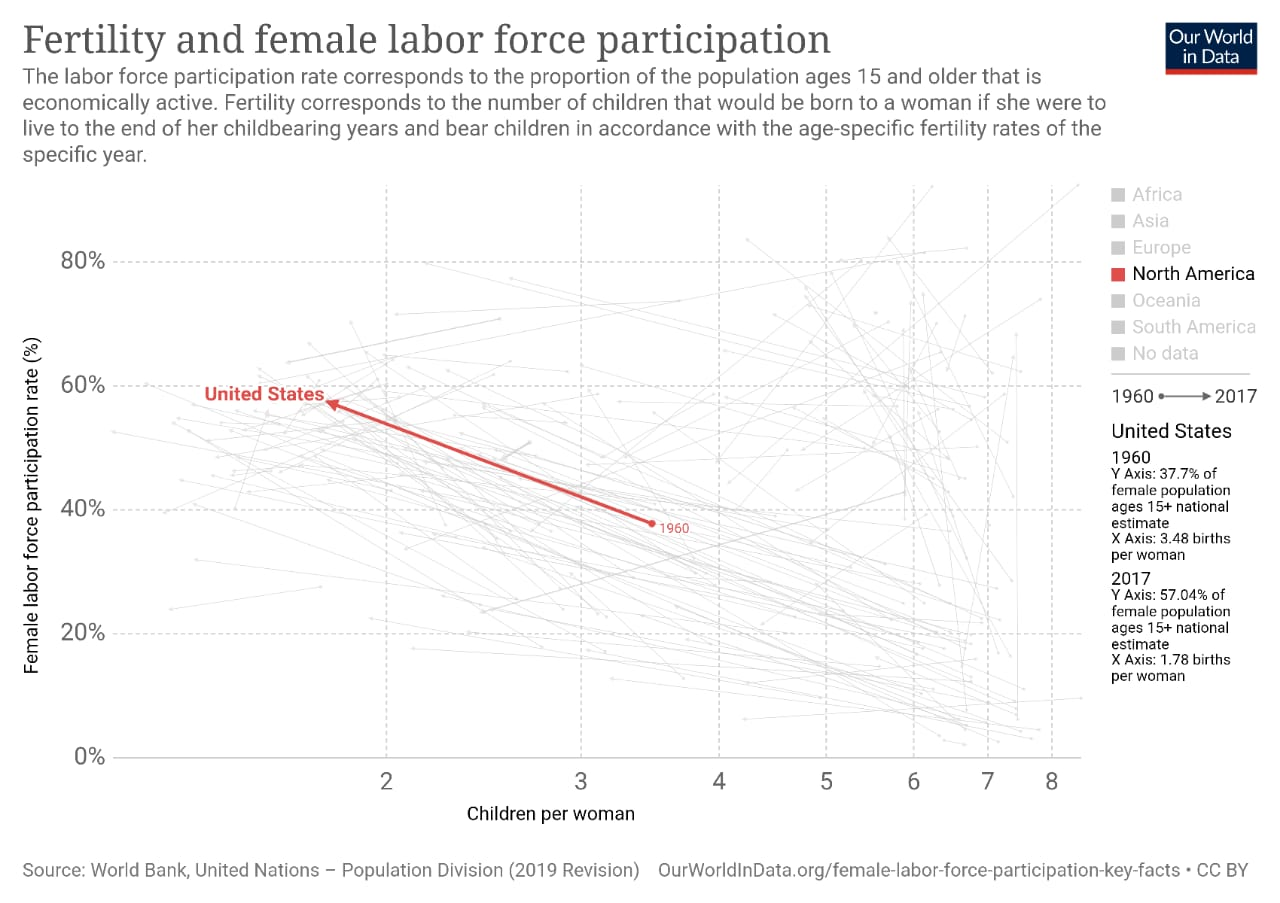 Fertility and female labor force participation
Our World
in Data
The labor force participation rate corresponds to the proportion of the population ages 15 and older that is
economically active. Fertility corresponds to the number of children that would be born to a woman if she were to
live to the end of her childbearing years and bear children in accordance with the age-specific fertility rates of the
specific year.
Africa
Asia
Europe
North America
Oceania
South America
No data
1960 2017
United States
1960
Y Axis: 37.7% of
female population
ages 15+ national
estimate
X Axis: 3.48 births
per woman
2017
Y Axis: 57.04% of
female population
ages 15+ national
estimate
X Axis: 1.78 births
per woman
Female labor force participation rate (%)
80%
60%
40%
20%
0%
United States
1960
2 3 4 5 6 7 8
Children per woman
Source: World Bank, United Nations – Population Division (2019 Revision) OurWorldInData.org/female-labor-force-participation-key-facts • CC BY